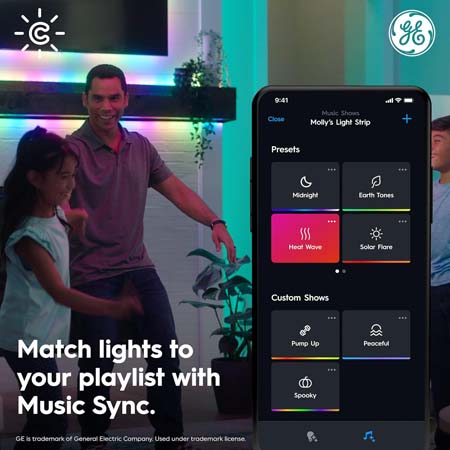 C
GE
9:41
Music Shows
Close
Molly's Light Strip
+
Presets
Midnight
Earth Tones
Heat Wave
Solar Flare
Custom Shows
Pump Up
Peaceful
Spooky
Match lights to
your playlist with
Music Sync.
GE is trademark of General Electric Company. Used under trademark license.